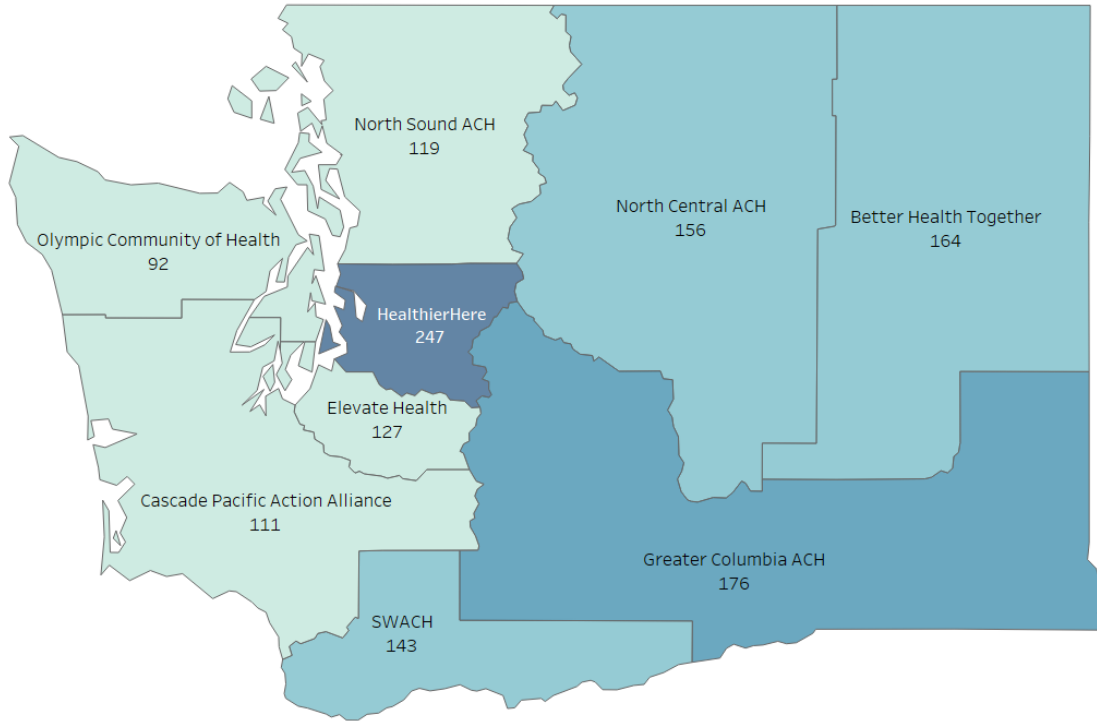 North Sound ACH
119
North Central ACH
156
Better Health Together
164
Olympic Community of Health
92
HealthierHere
247
Elevate Health
127
Cascade Pacific Action Alliance
111
Greater Columbia ACH
176
SWACH
143